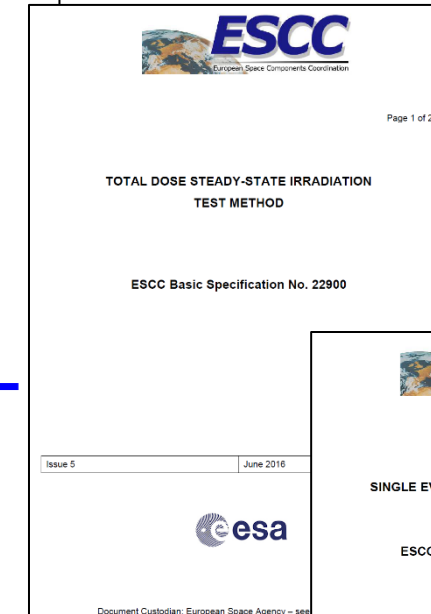 ESCC
European Space Components Coordination
Page 1 of 2
TOTAL DOSE STEADY-STATE IRRADIATION
TEST METHOD
ESCC Basic Specification No. 22900
Issue 5 June 2016
SINGLE EV
esa
ESCC
Document Custodian: European Space Agency – see